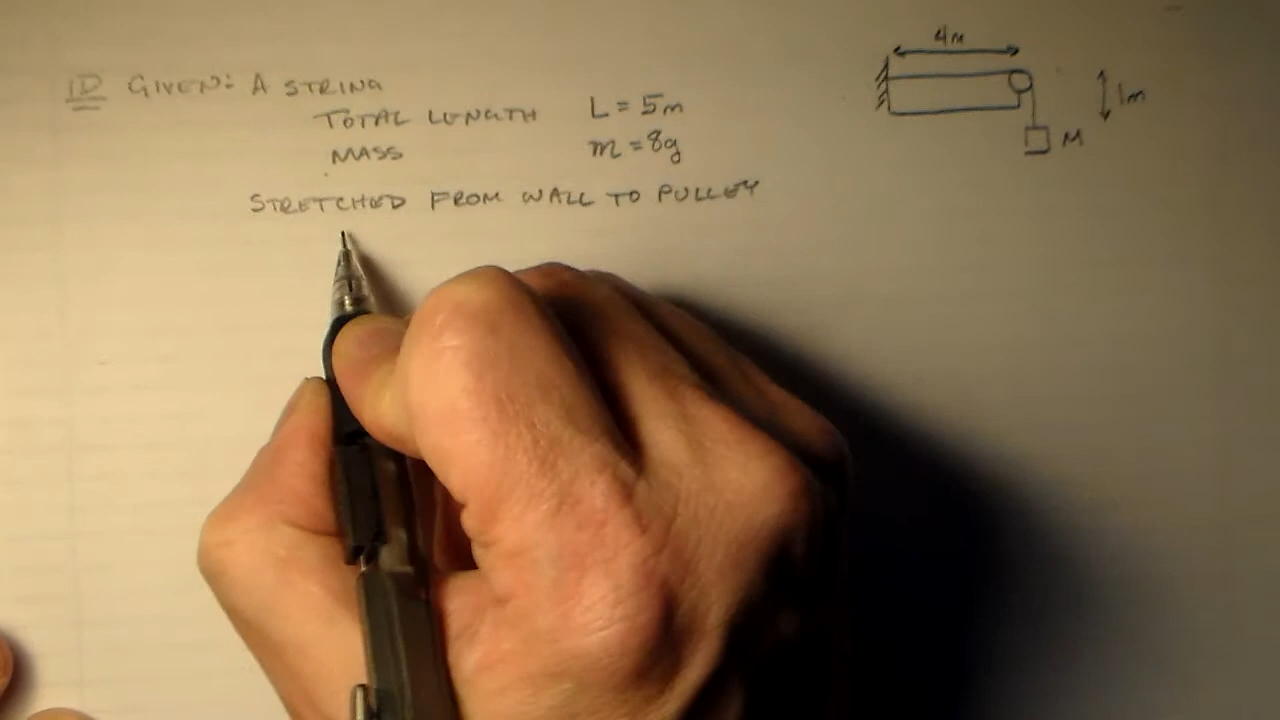 1D GIVEN: A STRING
TOTAL LENGTH L = 5m
MASS m = 8g
STRETCHED FROM WALL TO PULLEY
4m
1m
M